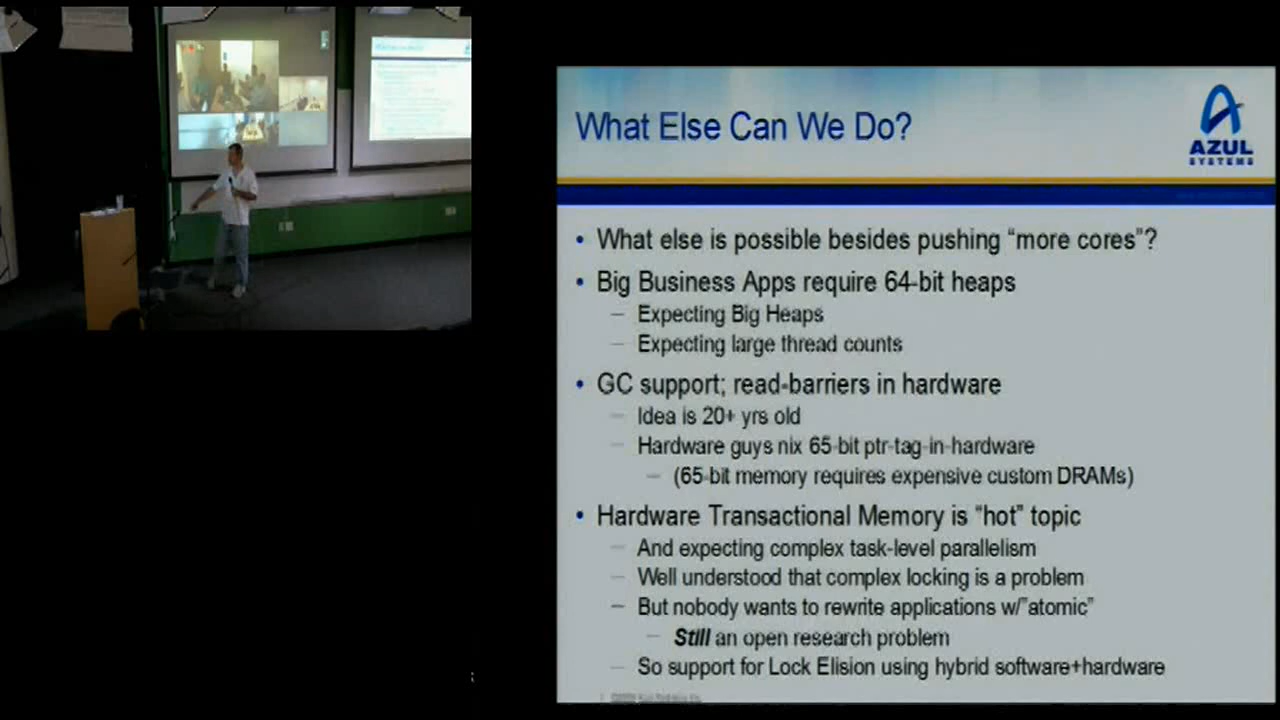 What Else Can We Do?
AZUL
SYSTEMS
• What else is possible besides pushing "more cores"?
• Big Business Apps require 64-bit heaps
– Expecting Big Heaps
– Expecting large thread counts
• GC support; read-barriers in hardware
– Idea is 20+ yrs old
– Hardware guys nix 65-bit ptr-tag-in-hardware
– (65-bit memory requires expensive custom DRAMs)
• Hardware Transactional Memory is "hot" topic
– And expecting complex task-level parallelism
– Well understood that complex locking is a problem
– But nobody wants to rewrite applications w/"atomic"
– Still an open research problem
– So support for Lock Elision using hybrid software+hardware